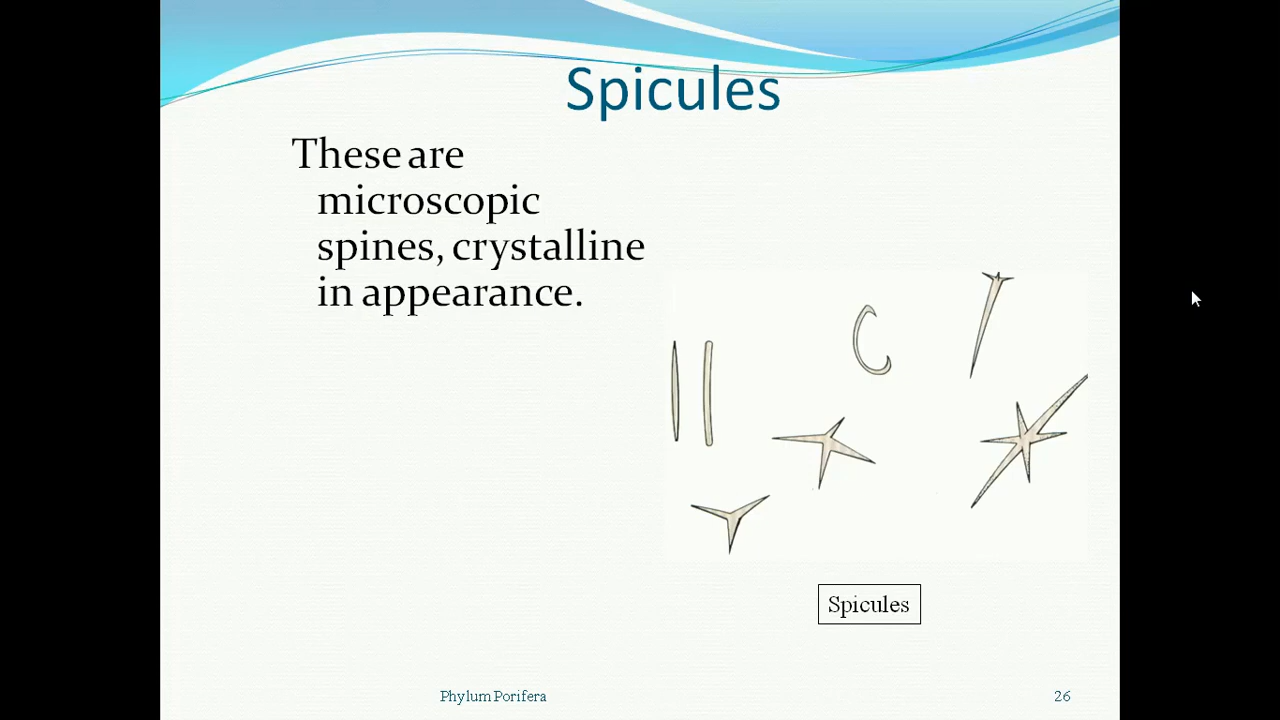 Spicules
These are
microscopic
spines, crystalline
in appearance.
Spicules
Phylum Porifera
26